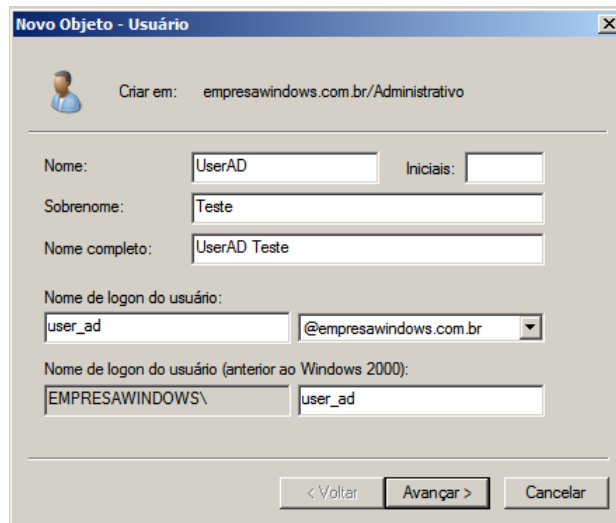 Novo Objeto - Usuário
Criar em: empresawindows.com.br/Administrativo
Nome: UserAD Iniciais:
Sobrenome: Teste
Nome completo: UserAD Teste
Nome de logon do usuário:
user_ad @empresawindows.com.br
Nome de logon do usuário (anterior ao Windows 2000):
EMPRESAWINDOWS\ user_ad
< Voltar Avançar > Cancelar